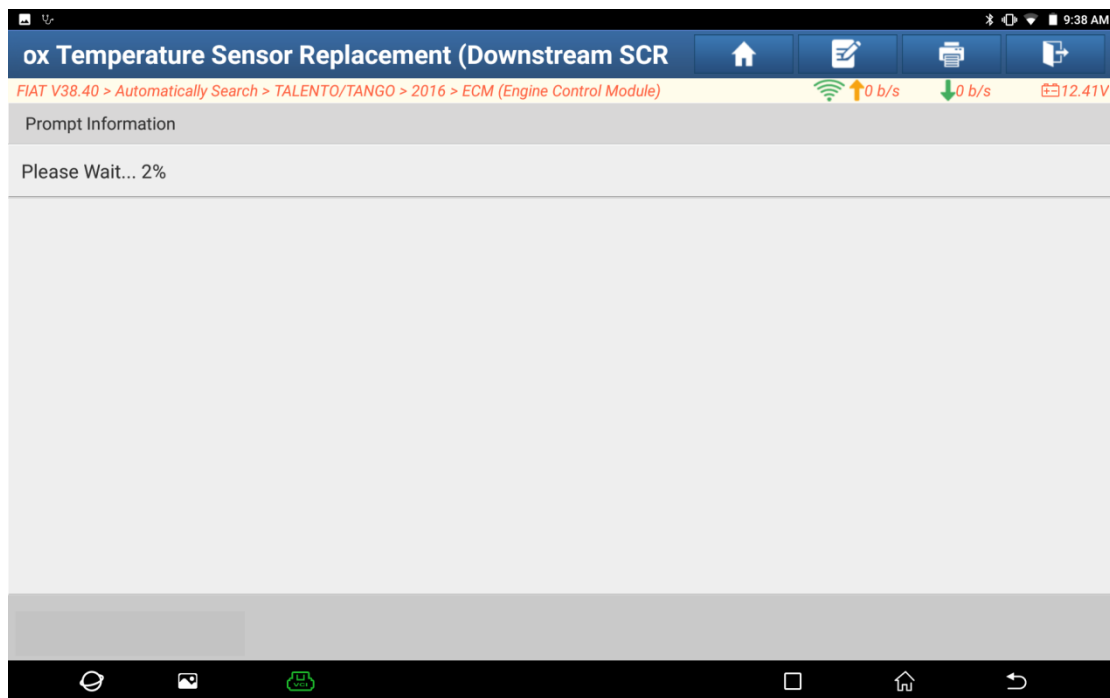 9:38 AM
ox Temperature Sensor Replacement (Downstream SCR
FIAT V38.40 > Automatically Search > TALENTO/TANGO > 2016 > ECM (Engine Control Module)
0 b/s
0 b/s
12.41V
Prompt Information
Please Wait... 2%
VCI